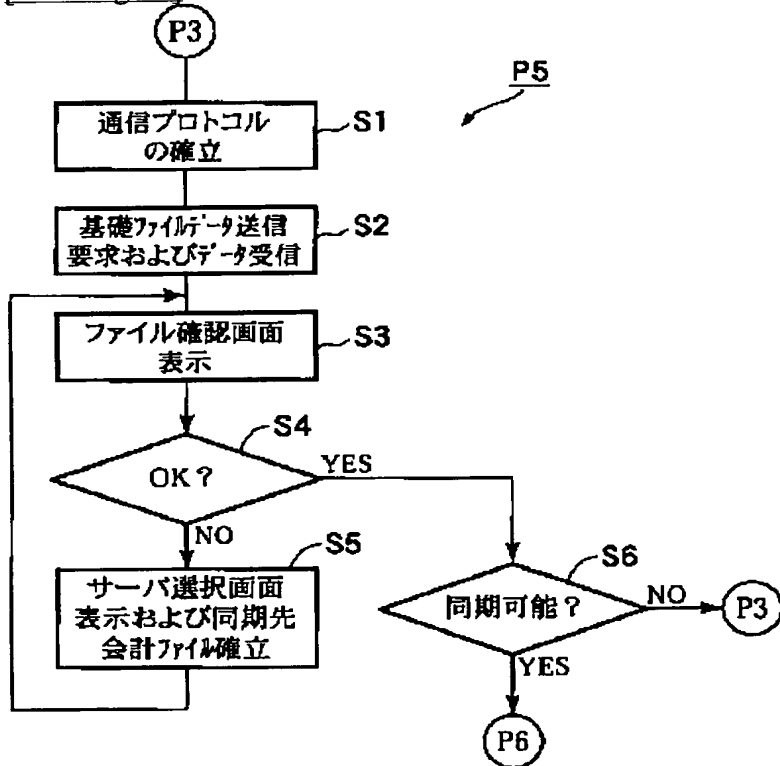 P3
P5
通信プロトコル
の確立
S1
基礎ファイルデータ送信
要求およびデータ受信
S2
ファイル確認画面
表示
S3
S4
OK?
YES
NO
S5
サーバ選択画面
表示および同期先
会計ファイル確立
S6
同期可能?
NO
P3
YES
P6